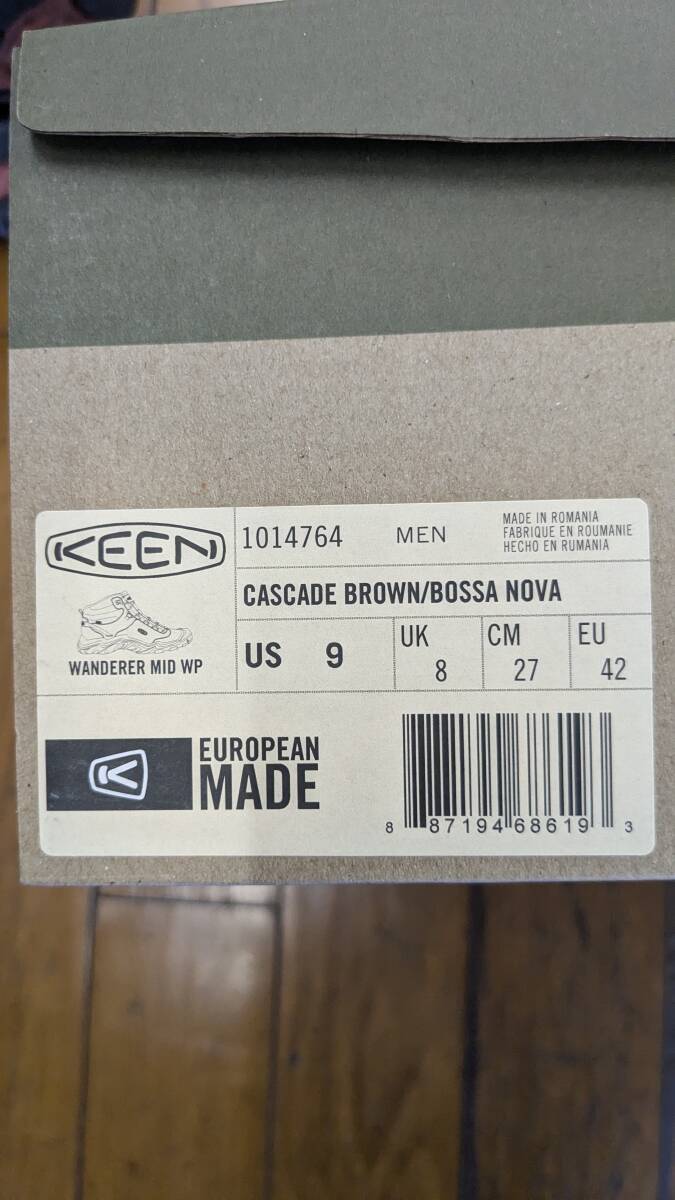 KEEN
1014764 MEN
MADE IN ROMANIA
FABRIQUE EN ROUMANIE
HECHO EN RUMANIA
CASCADE BROWN/BOSSA NOVA
WANDERER MID WP
US 9
UK 8
CM 27
EU 42
EUROPEAN
MADE
8 87194 68619 3